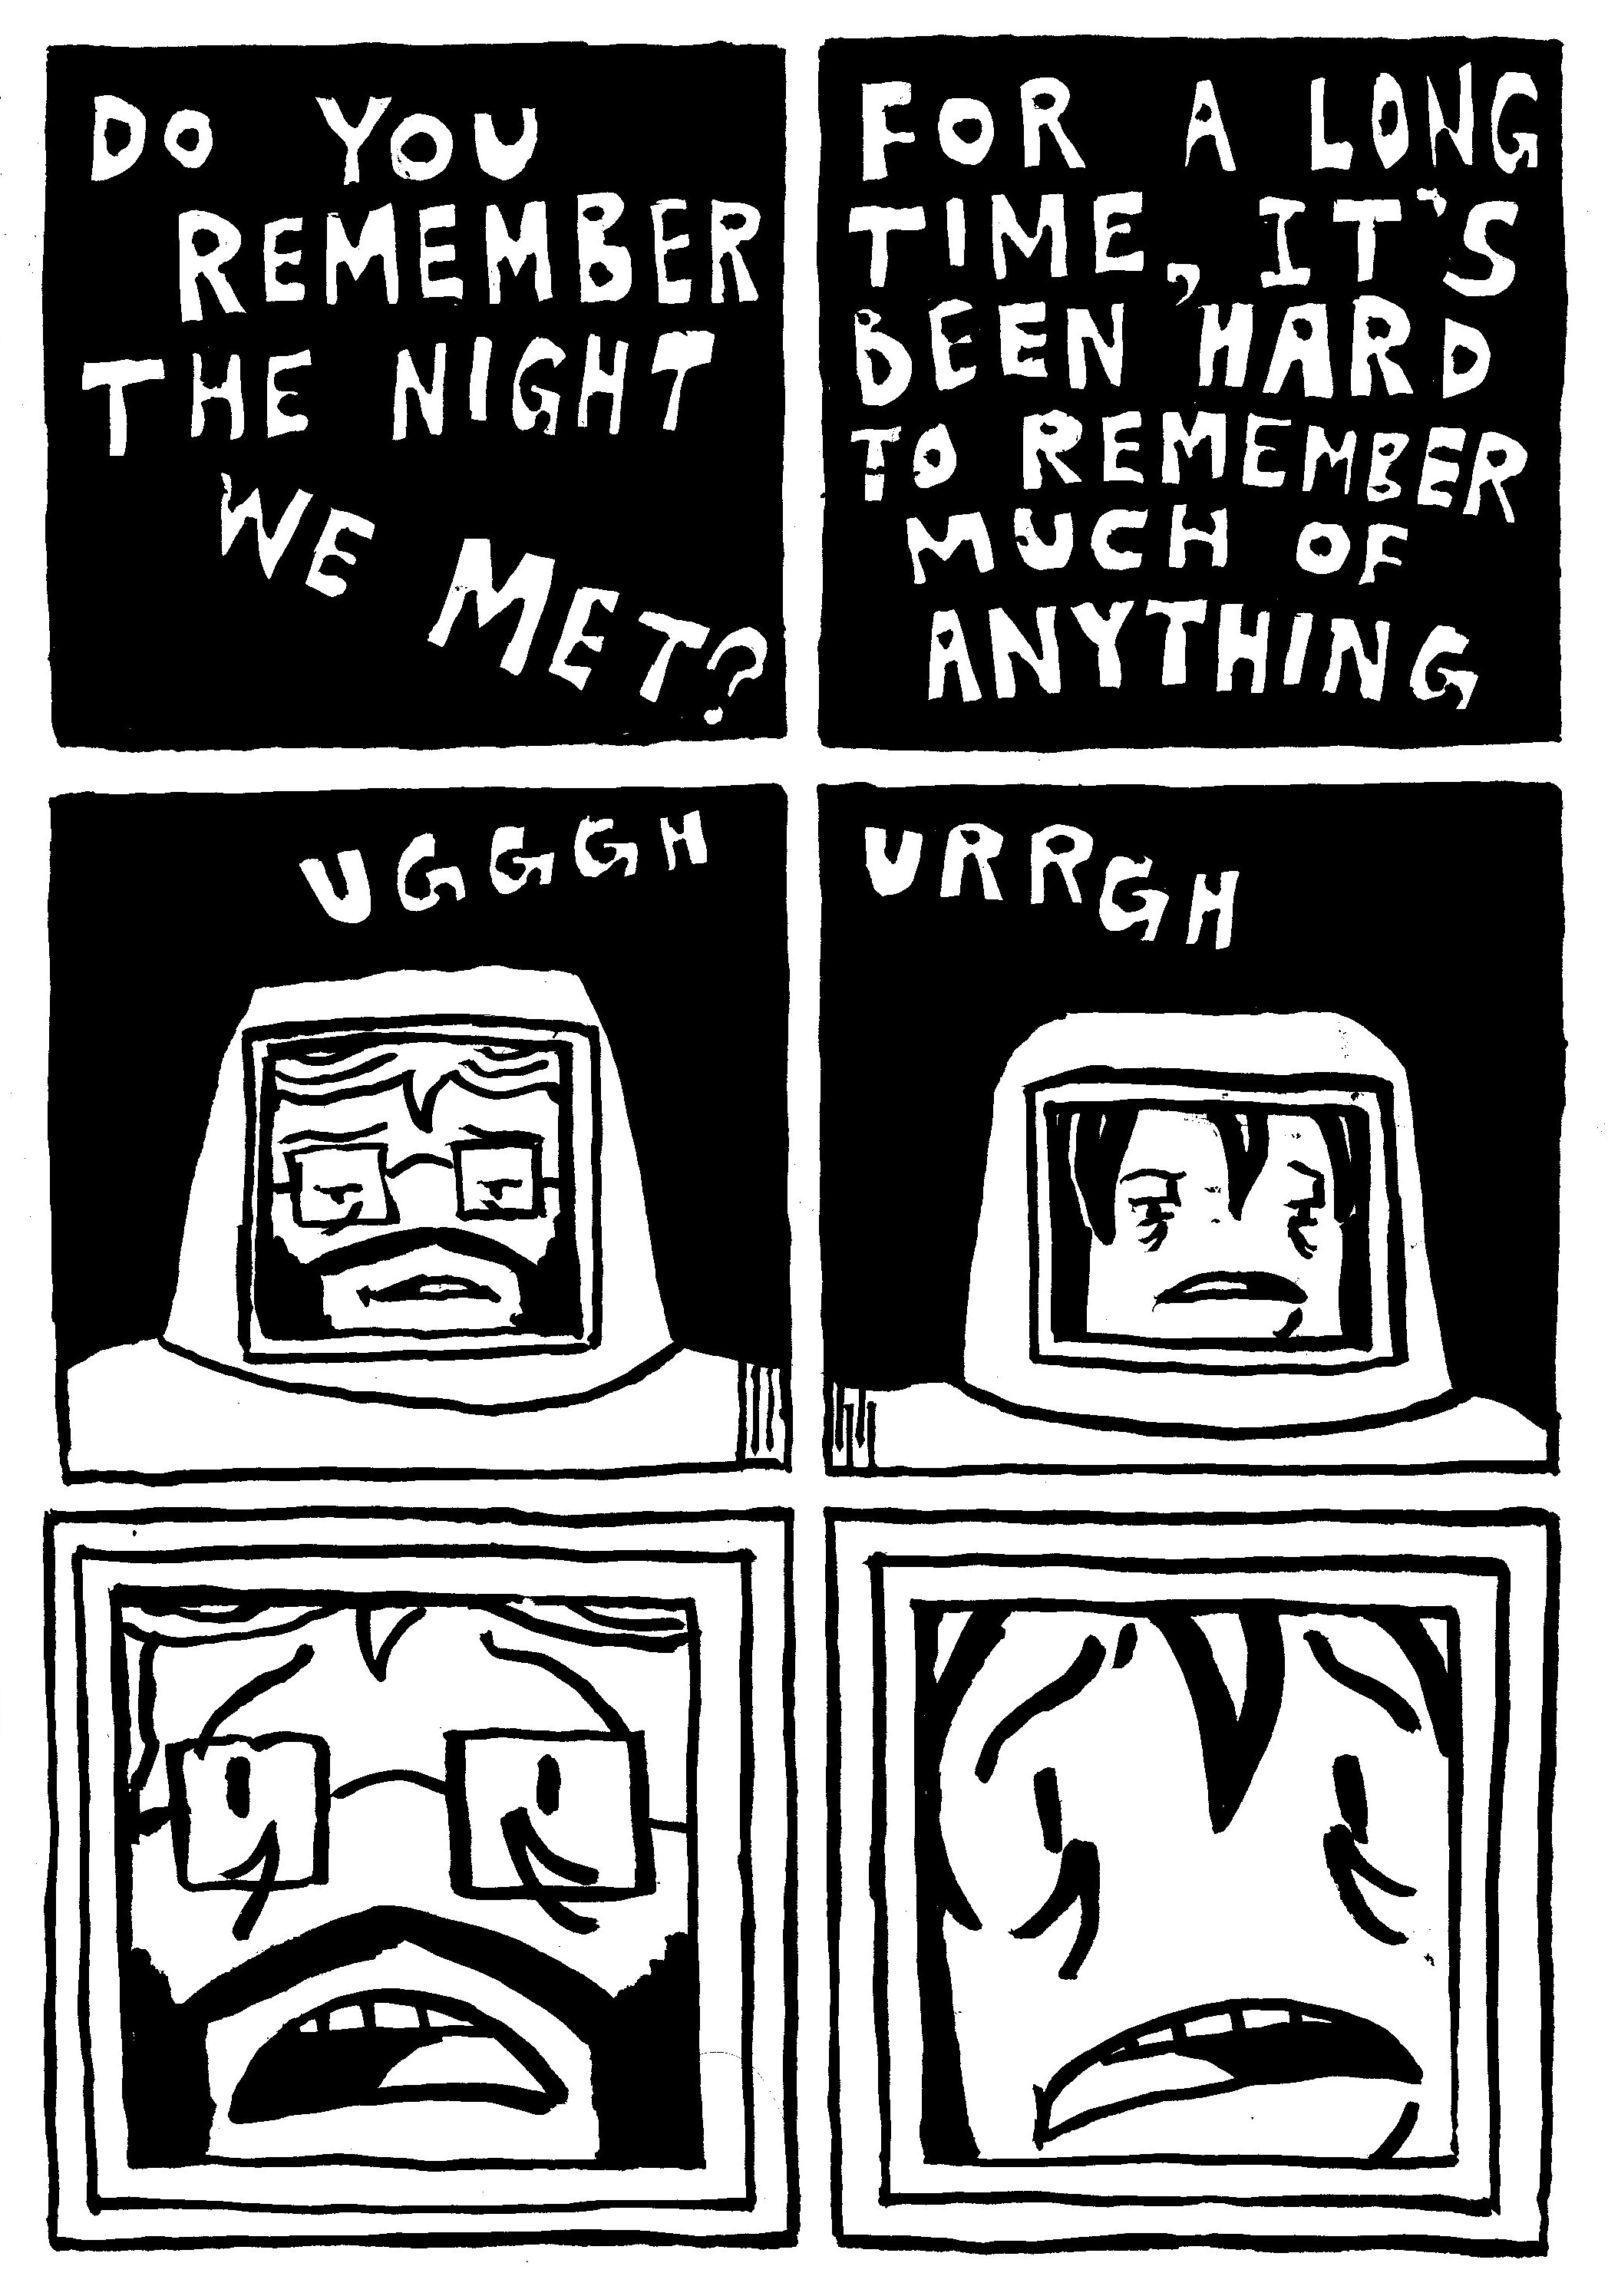 DO YOU
REMEMBER
THE NIGHT
WE MET?
FOR A LONG
TIME, IT'S
BEEN HARD
TO REMEMBER
MUCH OF
ANYTHING
UGGGH
URRGH